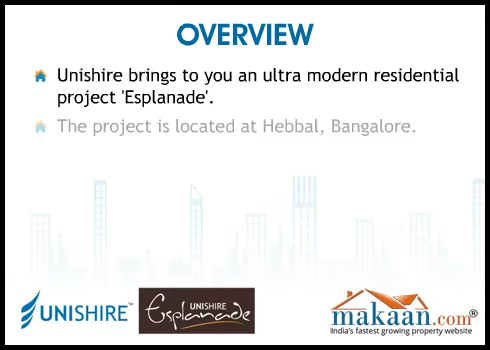 OVERVIEW
Unishire brings to you an ultra modern residential
project 'Esplanade'.
The project is located at Hebbal, Bangalore.
UNISHIRE™
UNISHIRE
Esplanade
makaan.com®
India's fastest growing property website